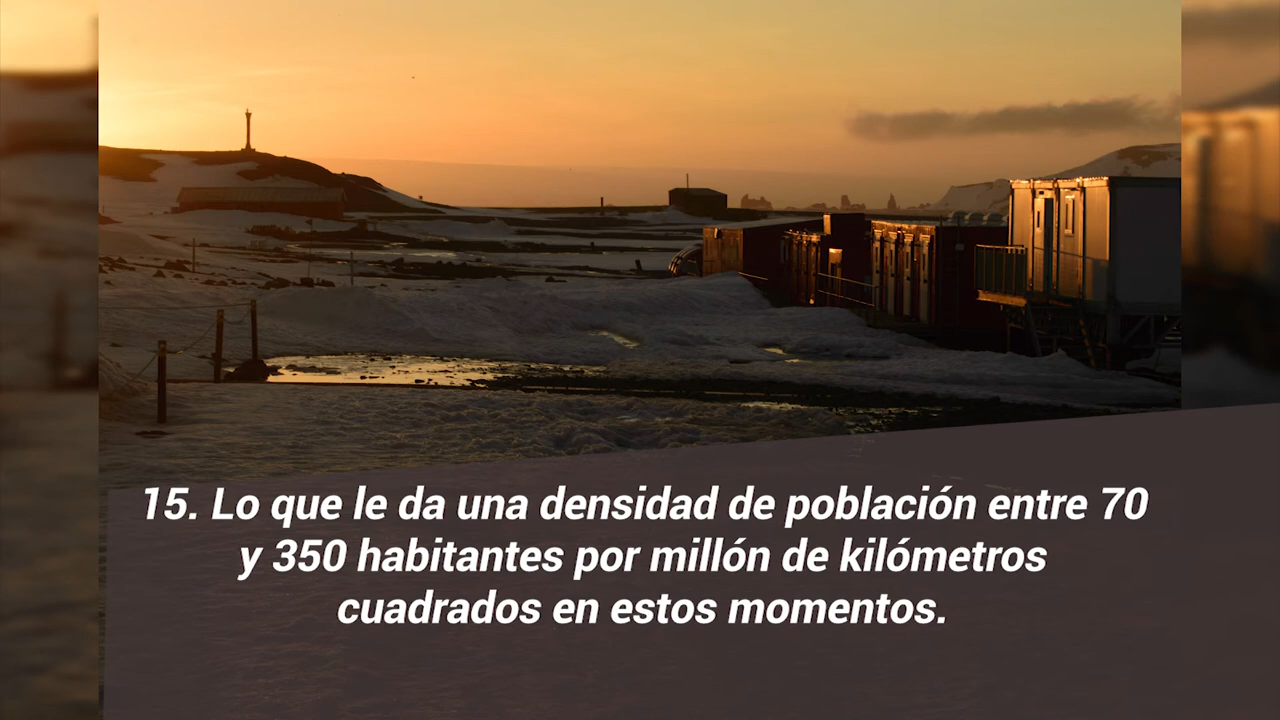 15. Lo que le da una densidad de población entre 70
y 350 habitantes por millón de kilómetros
cuadrados en estos momentos.